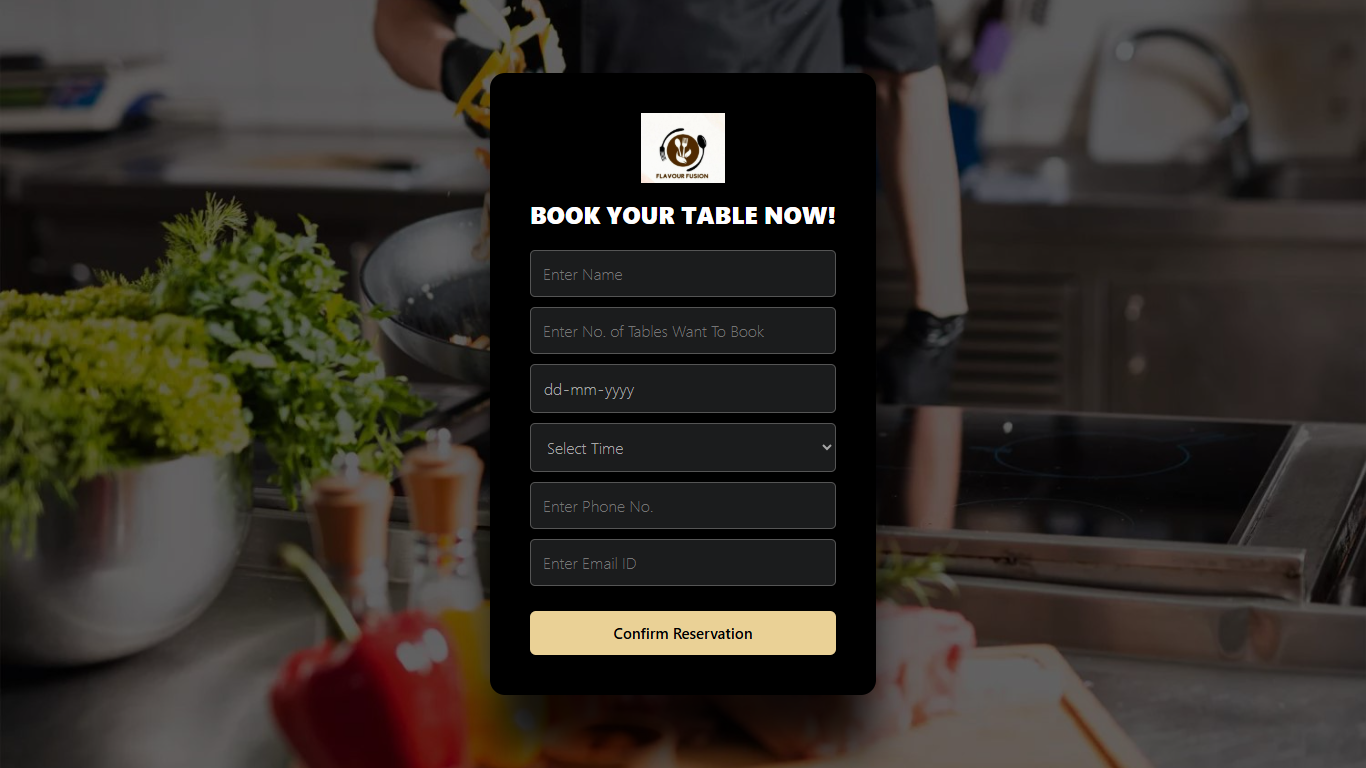 FLAVOUR FUSION
BOOK YOUR TABLE NOW!
Enter Name
Enter No. of Tables Want To Book
dd-mm-yyyy
Select Time
Enter Phone No.
Enter Email ID
Confirm Reservation